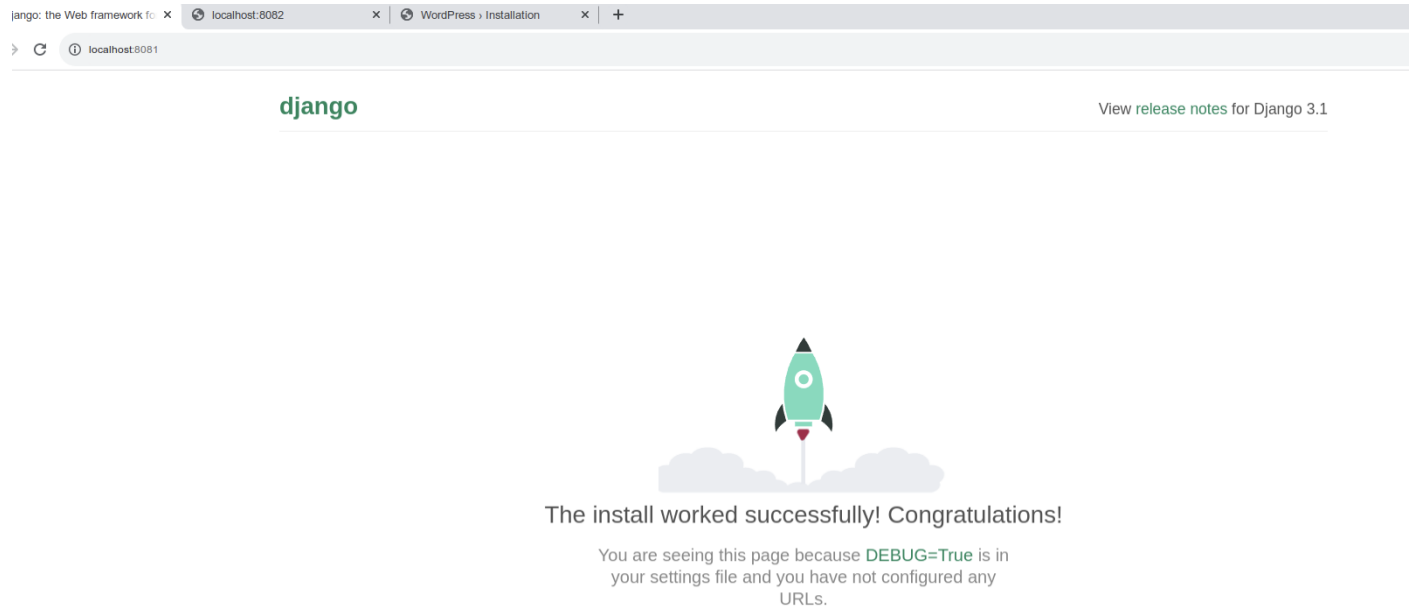 jango: the Web framework fo
localhost:8082
WordPress › Installation
localhost:8081
django
View release notes for Django 3.1
The install worked successfully! Congratulations!
You are seeing this page because DEBUG=True is in
your settings file and you have not configured any
URLs.